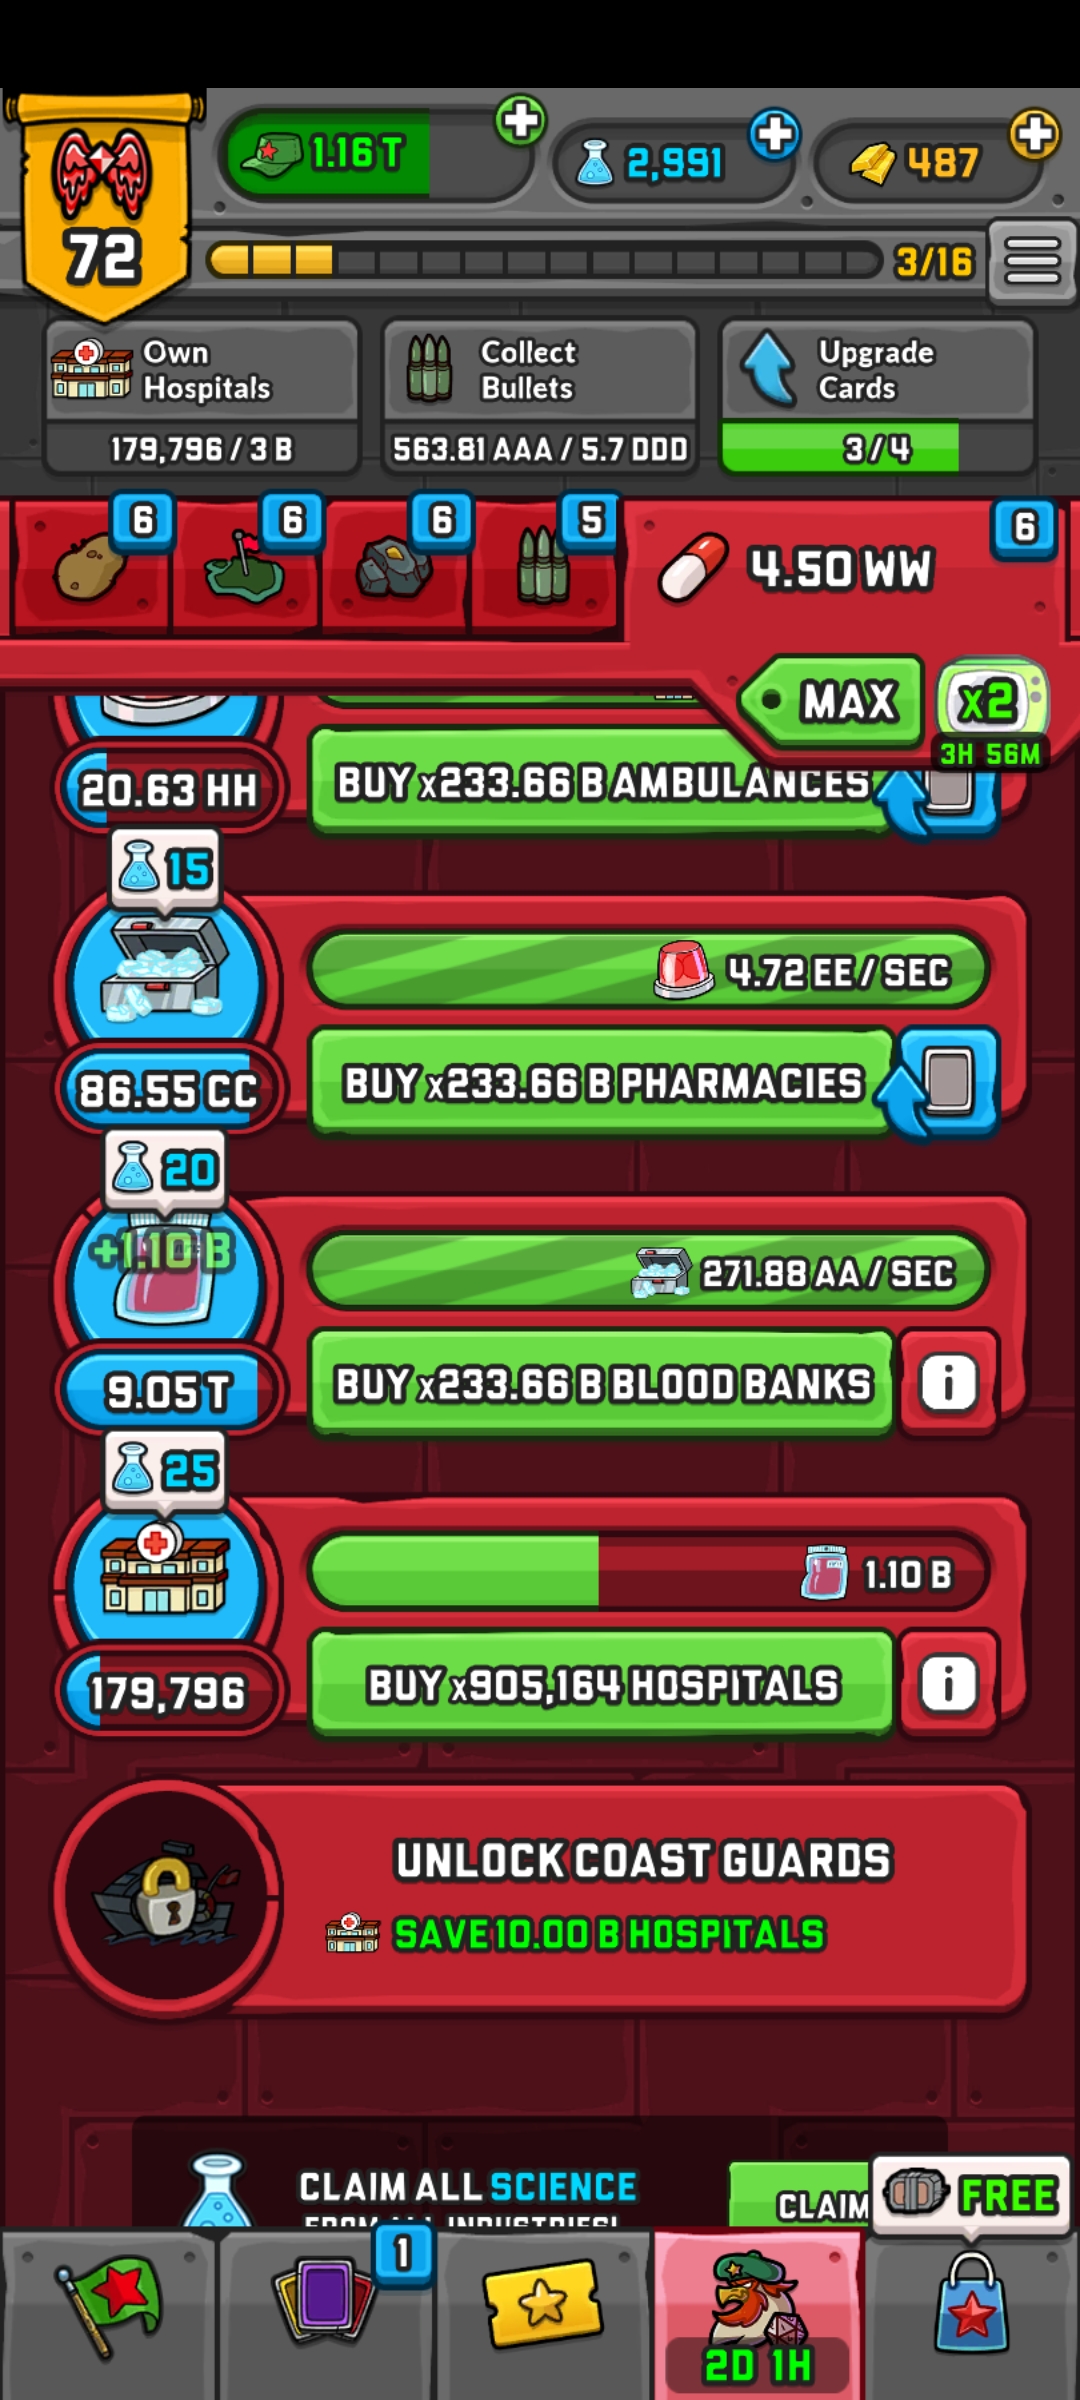 1.16 T
2,991
487
72
3/16
Own
Hospitals
179,796 / 3 B
Collect
Bullets
563.81 AAA / 5.7 DDD
Upgrade
Cards
3 / 4
6
6
6
5
6
4.50 WW
MAX
x2
3H 56M
20.63 HH
BUY x233.66 B AMBULANCES
15
4.72 EE / SEC
86.55 CC
BUY x233.66 B PHARMACIES
20
+1.10 B
271.88 AA / SEC
9.05 T
BUY x233.66 B BLOOD BANKS
i
25
1.10 B
179,796
BUY x905,164 HOSPITALS
i
UNLOCK COAST GUARDS
SAVE 10.00 B HOSPITALS
CLAIM ALL SCIENCE
FROM ALL INDUSTRIES!
CLAIM
FREE
1
2D 1H